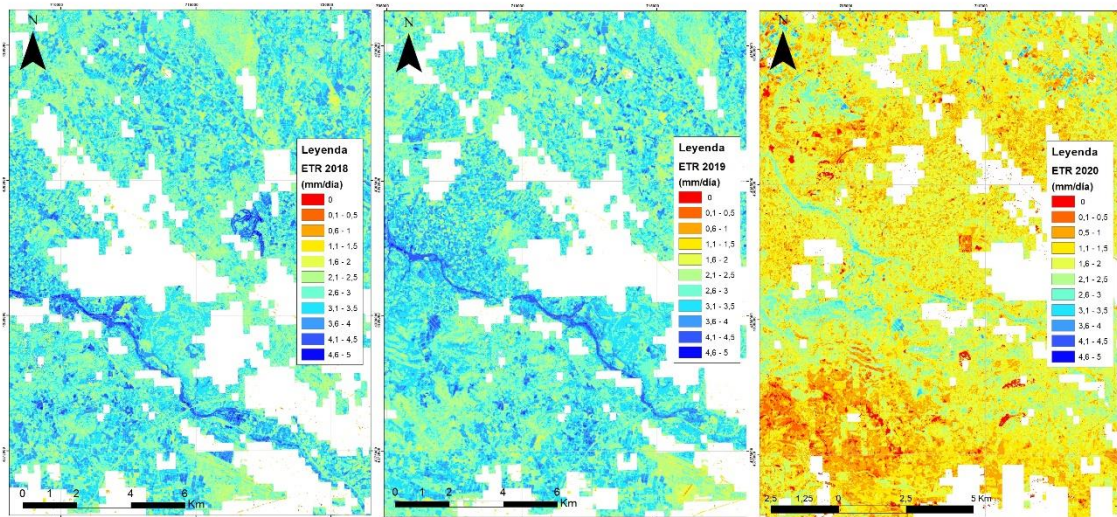 N
Leyenda
ETR 2018
(mm/día)
0
0,1 - 0,5
0,6 - 1
1,1 - 1,5
1,6 - 2
2,1 - 2,5
2,6 - 3
3,1 - 3,5
3,6 - 4
4,1 - 4,5
4,6 - 5
0 2 4 6
Km
N
Leyenda
ETR 2019
(mm/día)
0
0,1 - 0,5
0,6 - 1
1,1 - 1,5
1,6 - 2
2,1 - 2,5
2,6 - 3
3,1 - 3,5
3,6 - 4
4,1 - 4,5
4,6 - 5
0 2 4 6
Km
N
Leyenda
ETR 2020
(mm/día)
0
0,1 - 0,5
0,5 - 1
1,1 - 1,5
1,6 - 2
2,1 - 2,5
2,6 - 3
3,1 - 3,5
3,6 - 4
4,1 - 4,5
4,6 - 5
2,5 1,25 0 2,5 5 Km